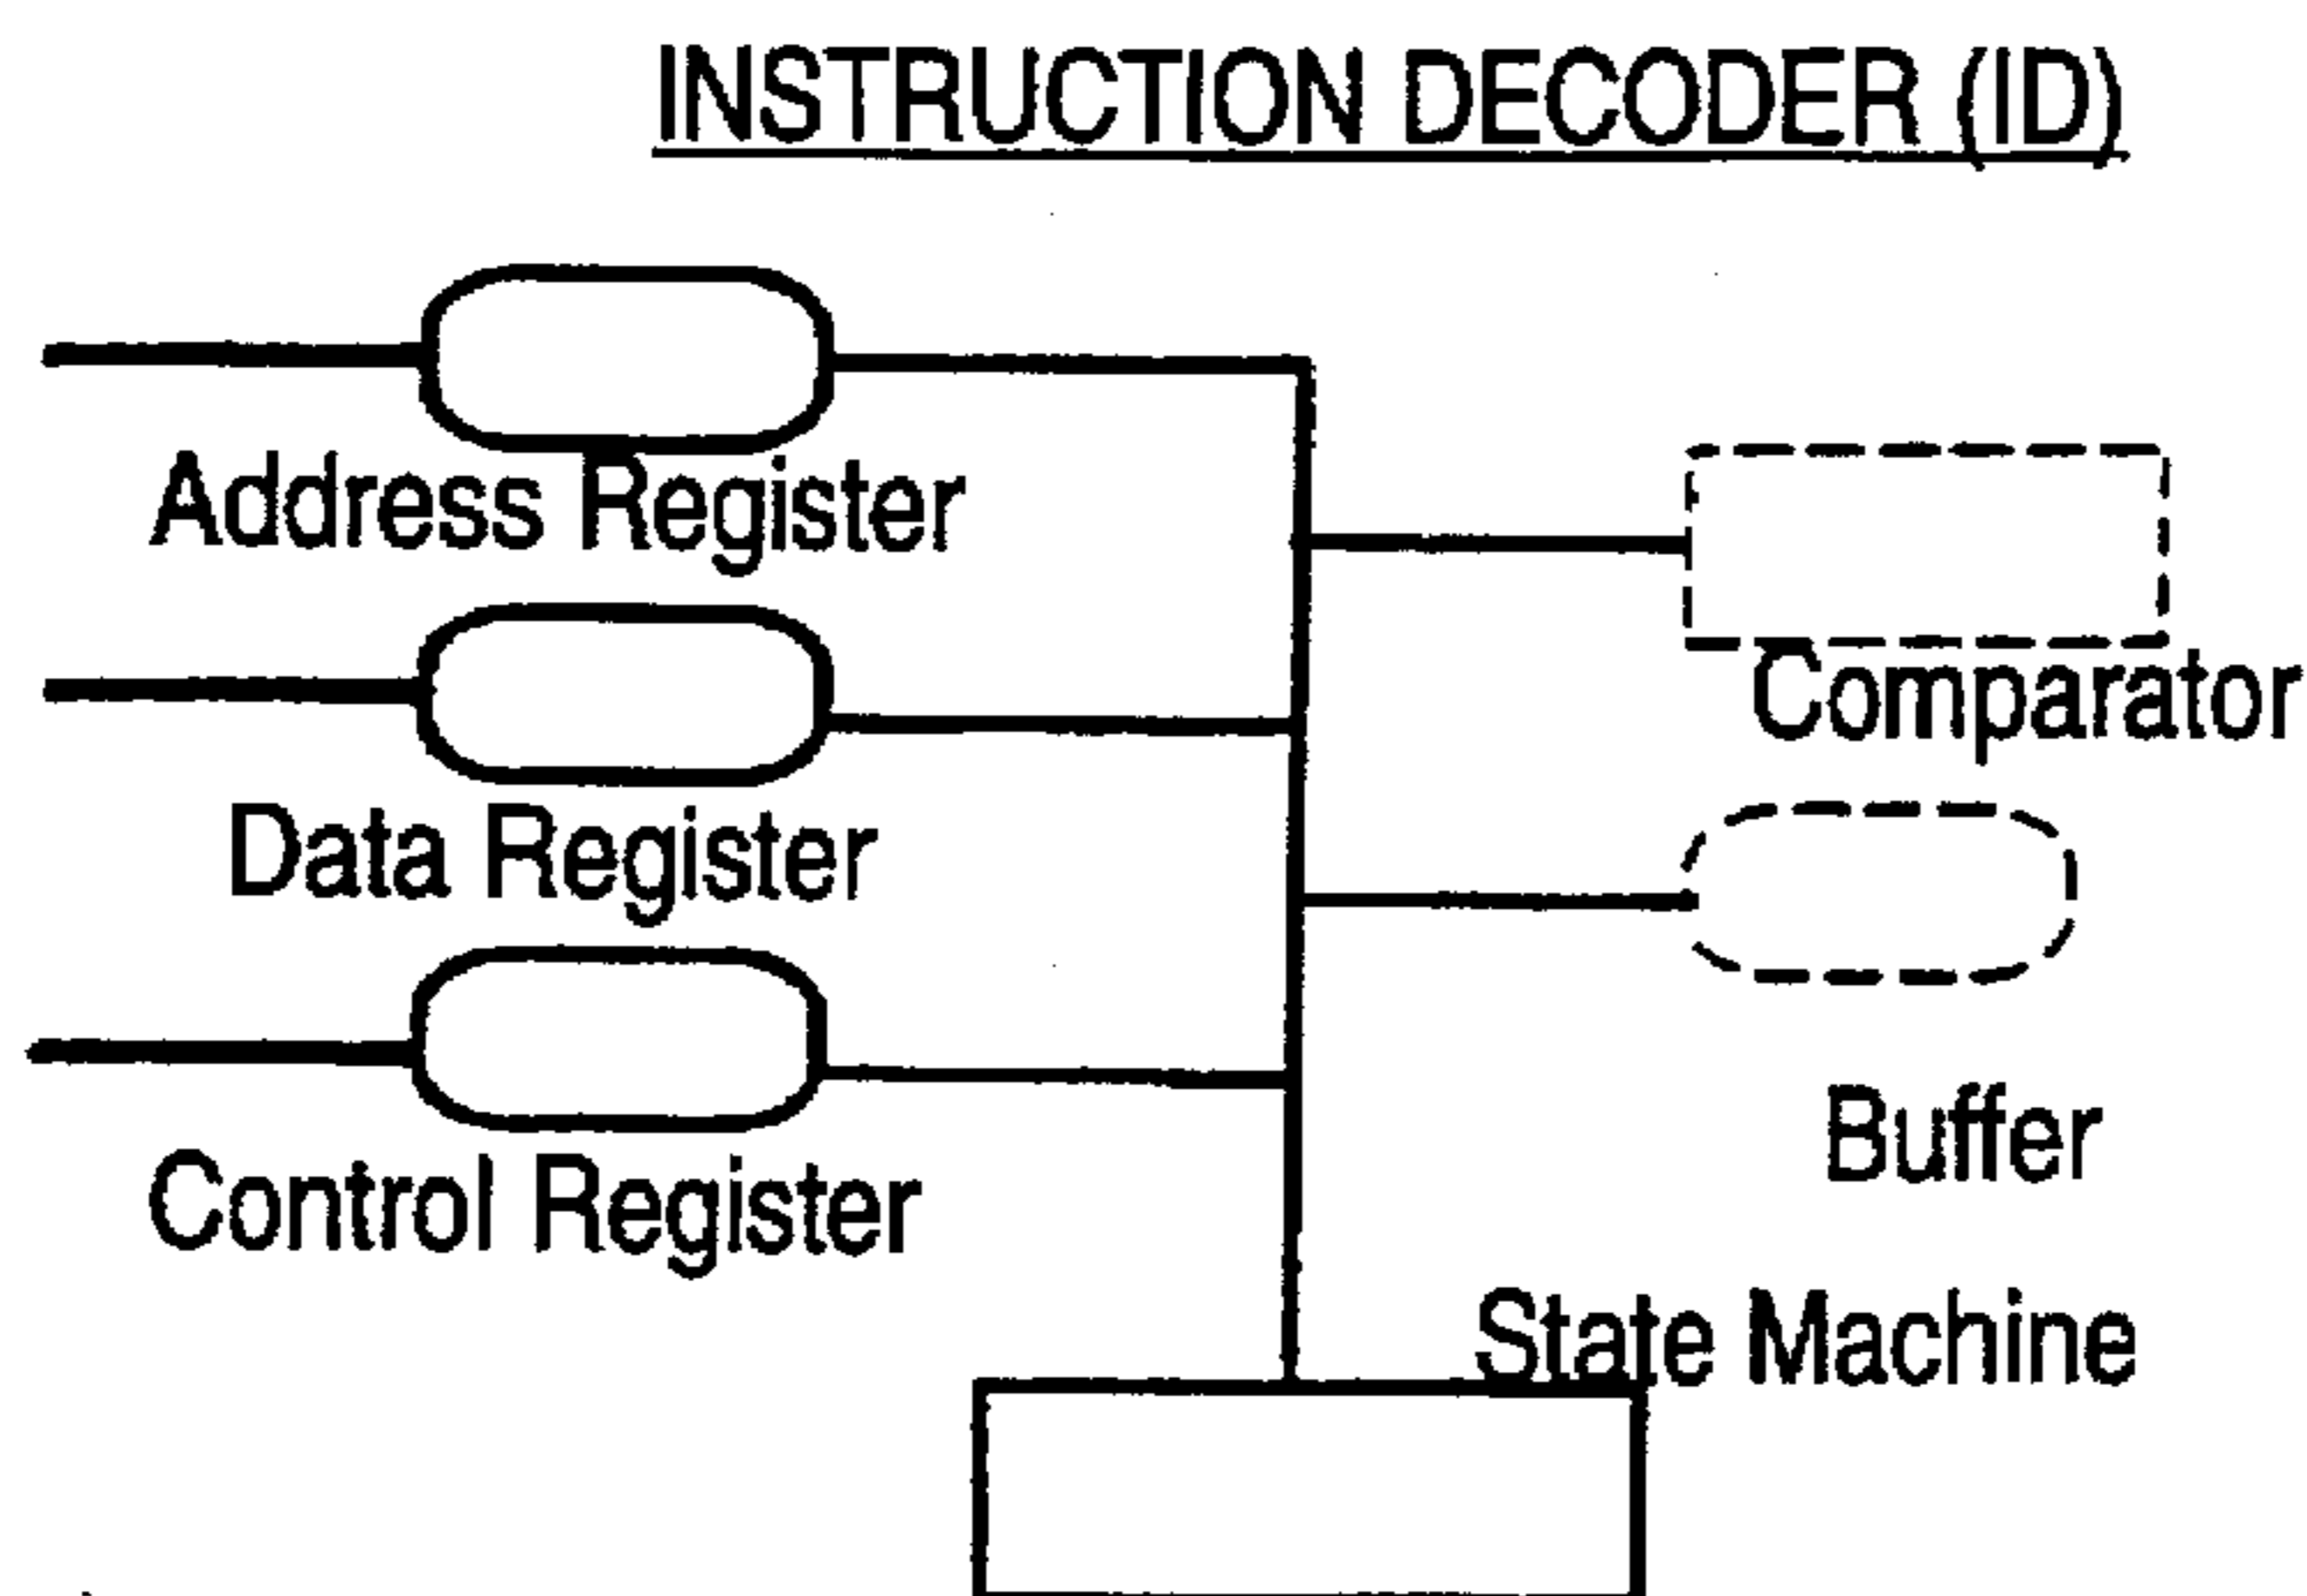 INSTRUCTION DECODER (ID)
Address Register
Comparator
Data Register
Buffer
Control Register
State Machine